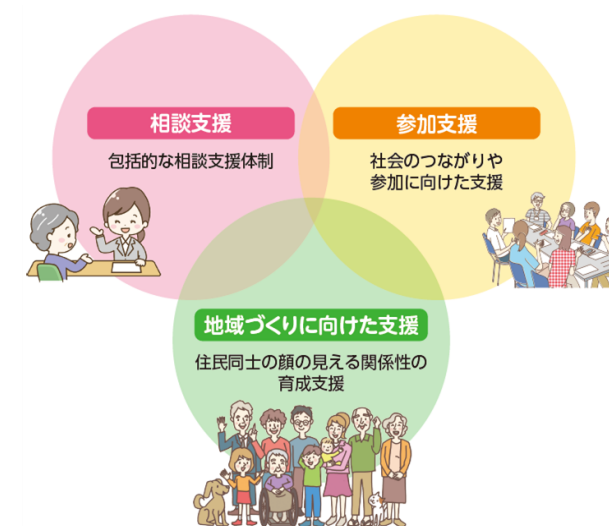 相談支援
包括的な相談支援体制
参加支援
社会のつながりや
参加に向けた支援
地域づくりに向けた支援
住民同士の顔の見える関係性の
育成支援